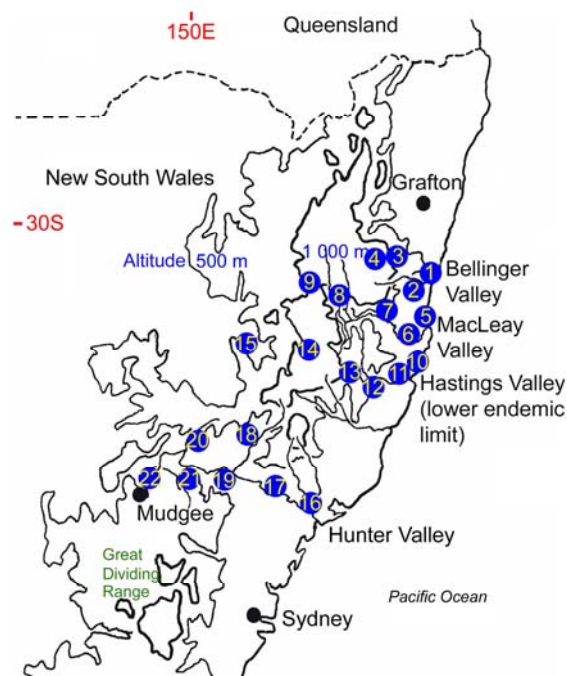 150E
Queensland
New South Wales
Grafton
30S
Altitude 500 m
1 000 m
4
3
1
Bellinger
Valley
2
9
8
7
5
MacLeay
Valley
6
15
14
10
13
11
12
Hastings Valley
(lower endemic
limit)
20
18
22
21
19
17
16
Mudgee
Hunter Valley
Great
Dividing
Range
Pacific Ocean
Sydney